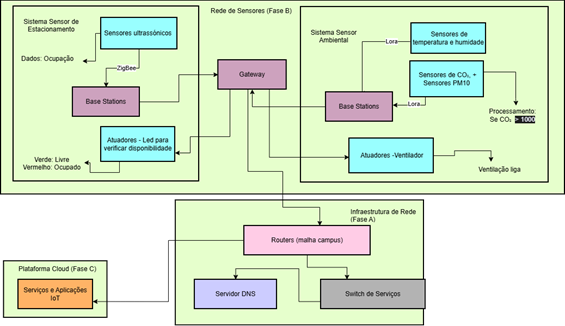 Rede de Sensores (Fase B)
Sistema Sensor de
Estacionamento
Sensores ultrassónicos
Dados: Ocupação
ZigBee
Base Stations
Atuadores - Led para
verificar disponibilidade
Verde: Livre
Vermelho: Ocupado
Gateway
Sistema Sensor
Ambiental
Lora
Sensores de
temperatura e humidade
Sensores de CO₂, +
Sensores PM10
Base Stations
Lora
Processamento:
Se CO₂ > 1000
Atuadores -Ventilador
Ventilação liga
Infraestrutura de Rede
(Fase A)
Routers (malha campus)
Servidor DNS
Switch de Serviços
Plataforma Cloud (Fase C)
Serviços e Aplicações
IoT